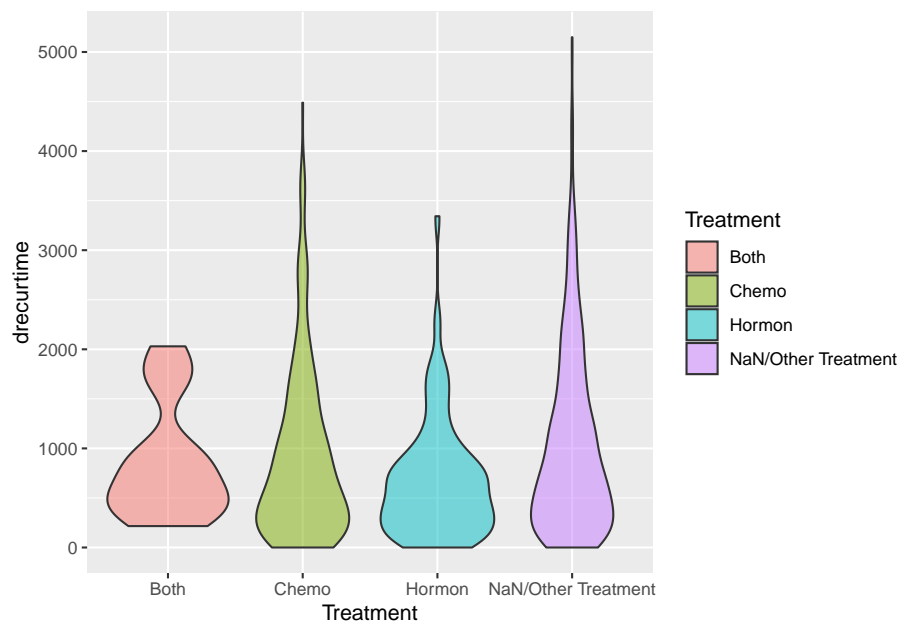 5000
4000
3000
2000
1000
0
drecurtime
Both Chemo Hormon NaN/Other Treatment
Treatment
Treatment
Both
Chemo
Hormon
NaN/Other Treatment